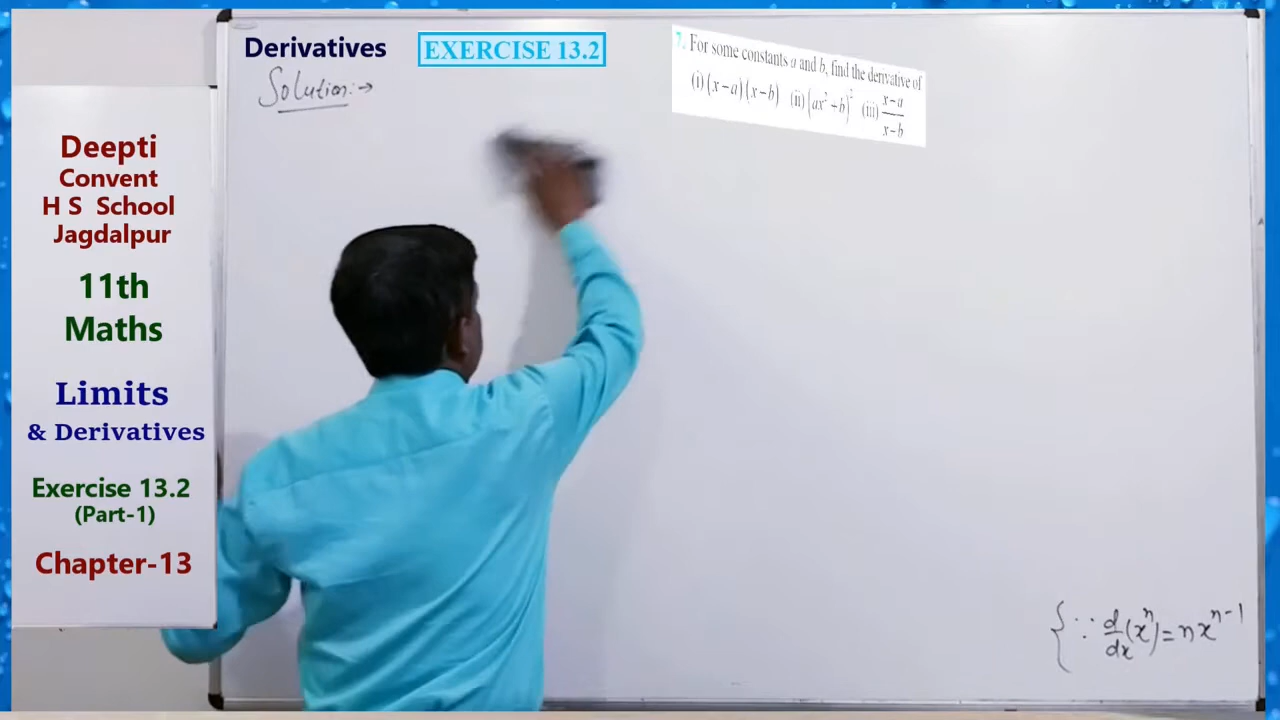 Derivatives
EXERCISE 13.2
Solution:→
7. For some constants a and b, find the derivative of
(i) (x−a)(x−b) (ii) (ax²+b)² (iii) x−a/x−b
Deepti
Convent
H S School
Jagdalpur
11th
Maths
Limits
& Derivatives
Exercise 13.2
(Part-1)
Chapter-13
{∵ d/dx(xⁿ)=nxⁿ⁻¹